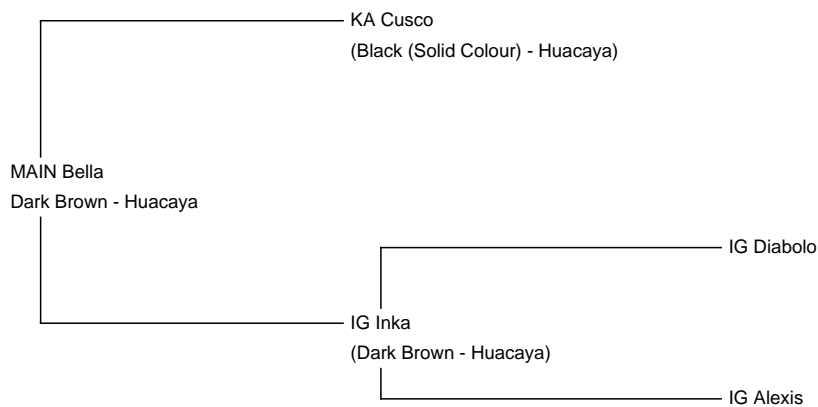 KA Cusco
(Black (Solid Colour) - Huacaya)
MAIN Bella
Dark Brown - Huacaya
IG Diabolo
IG Inka
(Dark Brown - Huacaya)
IG Alexis